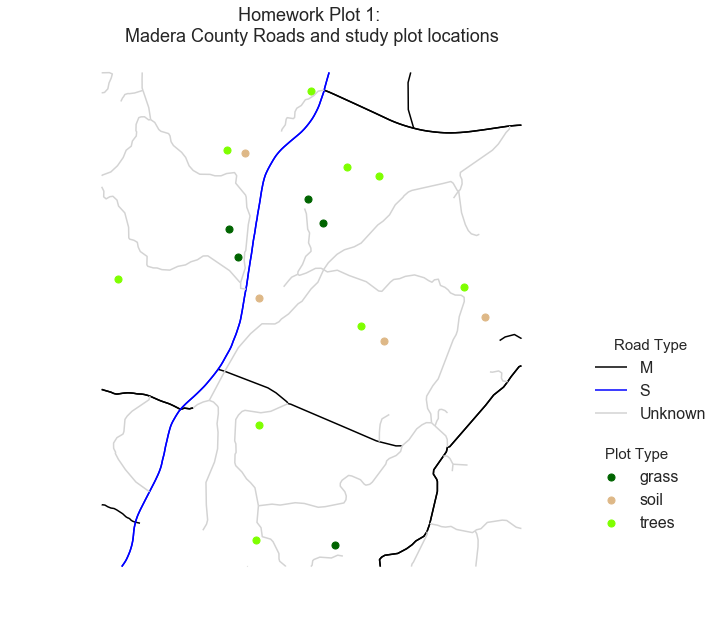 Homework Plot 1:
Madera County Roads and study plot locations
Road Type
M
S
Unknown
Plot Type
grass
soil
trees